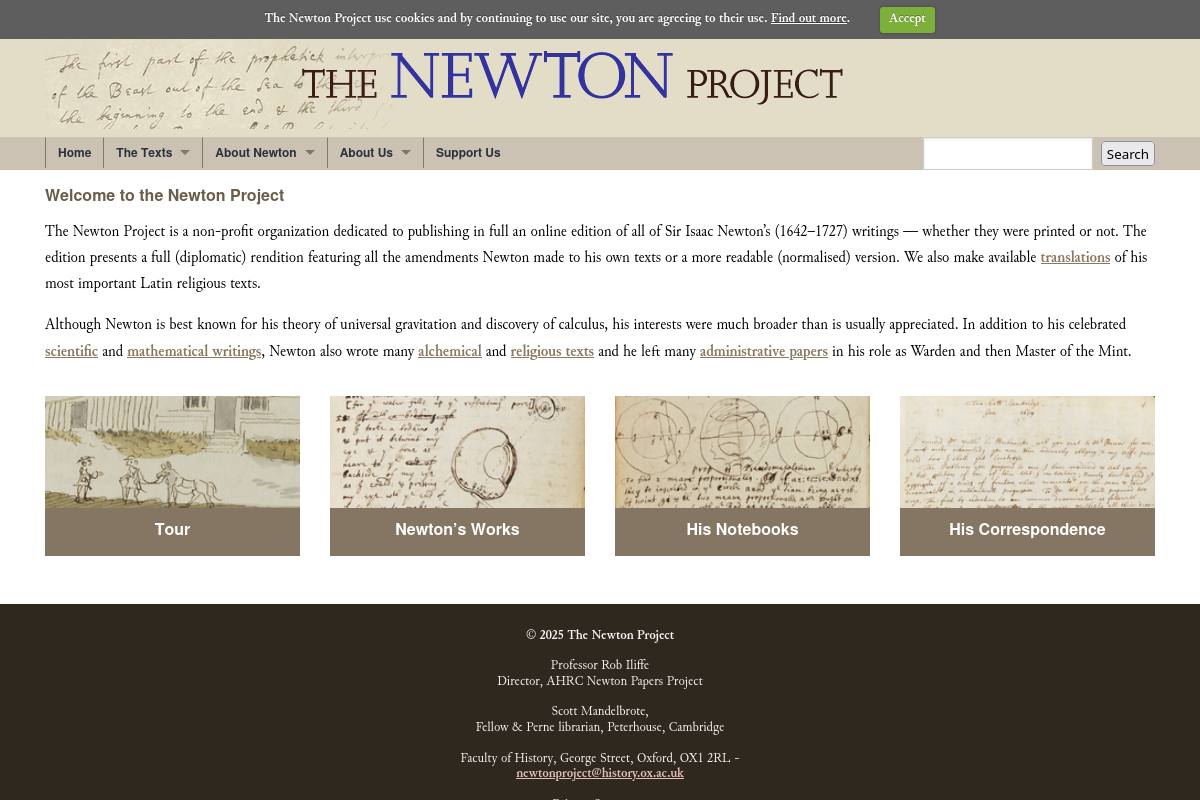 The Newton Project use cookies and by continuing to use our site, you are agreeing to their use. Find out more. Accept
The first part of the prophetick interpr
of the Beast out of the Sea to the e
the beginning to the end & the third
THE NEWTON PROJECT
Home The Texts About Newton About Us Support Us Search
Welcome to the Newton Project
The Newton Project is a non-profit organization dedicated to publishing in full an online edition of all of Sir Isaac Newton's (1642–1727) writings — whether they were printed or not. The
edition presents a full (diplomatic) rendition featuring all the amendments Newton made to his own texts or a more readable (normalised) version. We also make available translations of his
most important Latin religious texts.
Although Newton is best known for his theory of universal gravitation and discovery of calculus, his interests were much broader than is usually appreciated. In addition to his celebrated
scientific and mathematical writings, Newton also wrote many alchemical and religious texts and he left many administrative papers in his role as Warden and then Master of the Mint.
Tour
Newton's Works
His Notebooks
His Correspondence
© 2025 The Newton Project
Professor Rob Iliffe
Director, AHRC Newton Papers Project
Scott Mandelbrote,
Fellow & Perne librarian, Peterhouse, Cambridge
Faculty of History, George Street, Oxford, OX1 2RL -
newtonproject@history.ox.ac.uk